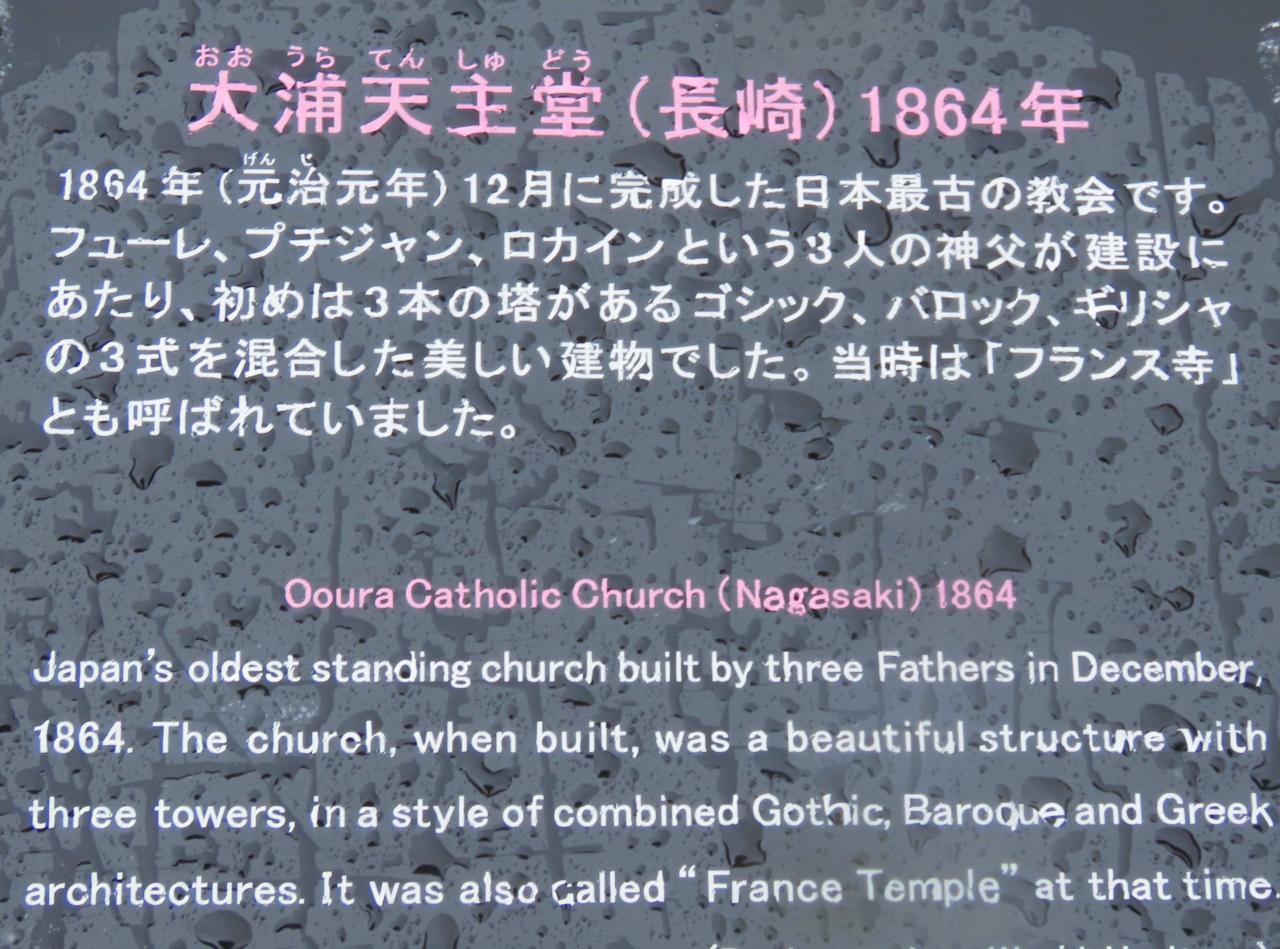 おお うら てん しゅ どう
大浦天主堂(長崎)1864年
げん じ
1864年(元治元年)12月に完成した日本最古の教会です。
フューレ、プチジャン、ロカインという3人の神父が建設に
あたり、初めは3本の塔があるゴシック、バロック、ギリシャ
の3式を混合した美しい建物でした。当時は「フランス寺」
とも呼ばれていました。
Ooura Catholic Church (Nagasaki) 1864
Japan's oldest standing church built by three Fathers in December,
1864. The church, when built, was a beautiful structure with
three towers, in a style of combined Gothic, Baroque and Greek
architectures. It was also called “France Temple” at that time.